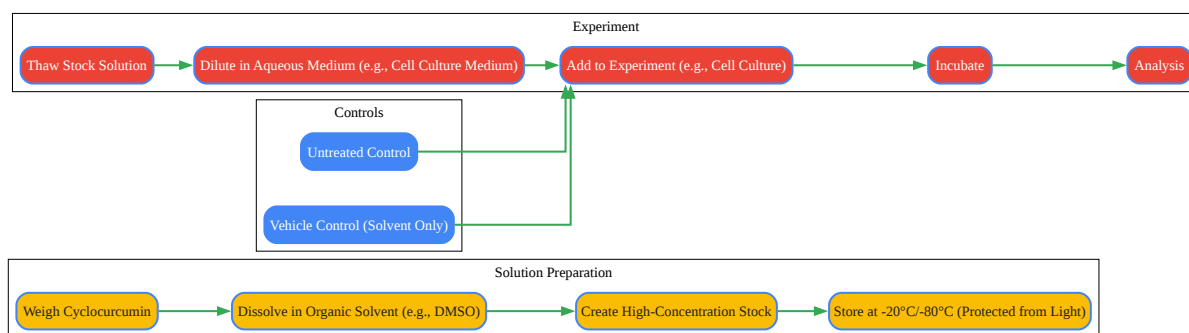 Experiment
Thaw Stock Solution
Dilute in Aqueous Medium (e.g., Cell Culture Medium)
Add to Experiment (e.g., Cell Culture)
Incubate
Analysis
Controls
Untreated Control
Vehicle Control (Solvent Only)
Solution Preparation
Weigh Cyclocurcumin
Dissolve in Organic Solvent (e.g., DMSO)
Create High-Concentration Stock
Store at -20°C/-80°C (Protected from Light)